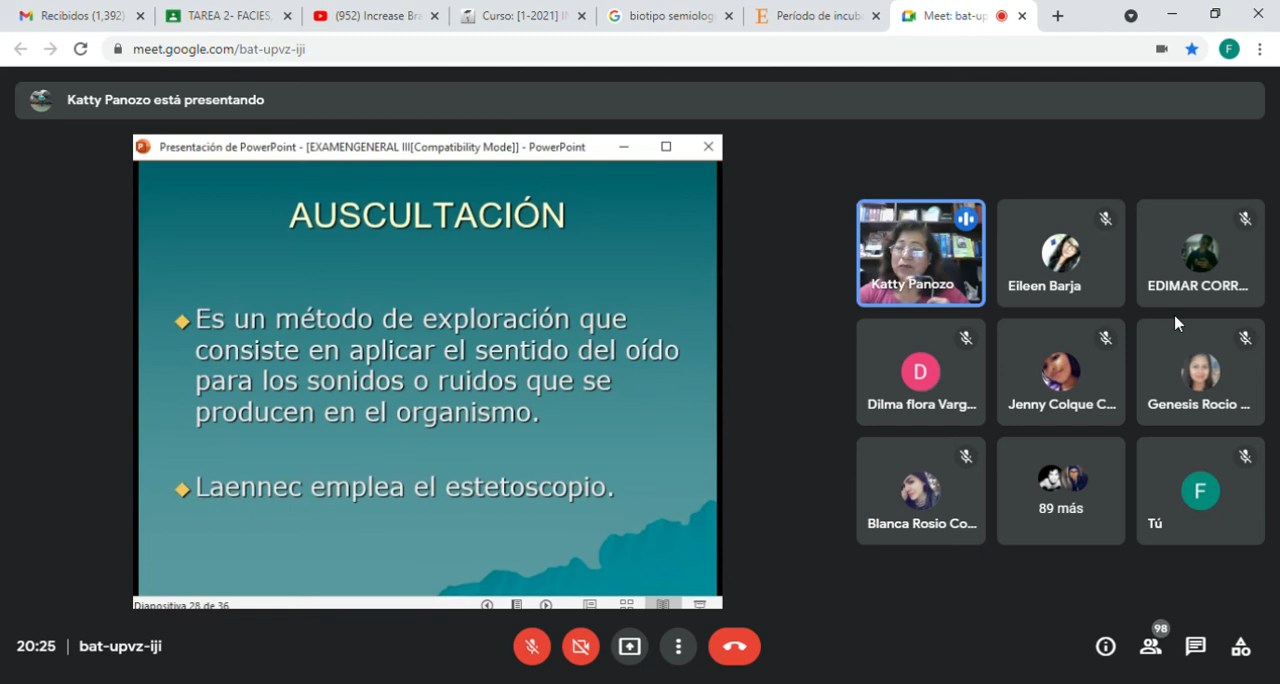 Recibidos (1,392)
TAREA 2- FACIES,
(952) Increase Bra
Curso: [1-2021] II
biotipo semiolog
Período de incub
Meet: bat-up
meet.google.com/bat-upvz-iji
F
Katty Panozo está presentando
Presentación de PowerPoint - [EXAMENGENERAL III[Compatibility Mode]] - PowerPoint
AUSCULTACIÓN
Es un método de exploración que
consiste en aplicar el sentido del oído
para los sonidos o ruidos que se
producen en el organismo.
Laennec emplea el estetoscopio.
Diapositiva 28 de 36
Katty Panozo
Eileen Barja
EDIMAR CORR...
D
Dilma flora Varg...
Jenny Colque C...
Genesis Rocio ...
Blanca Rosio Co...
89 más
F
Tú
20:25 | bat-upvz-iji
98